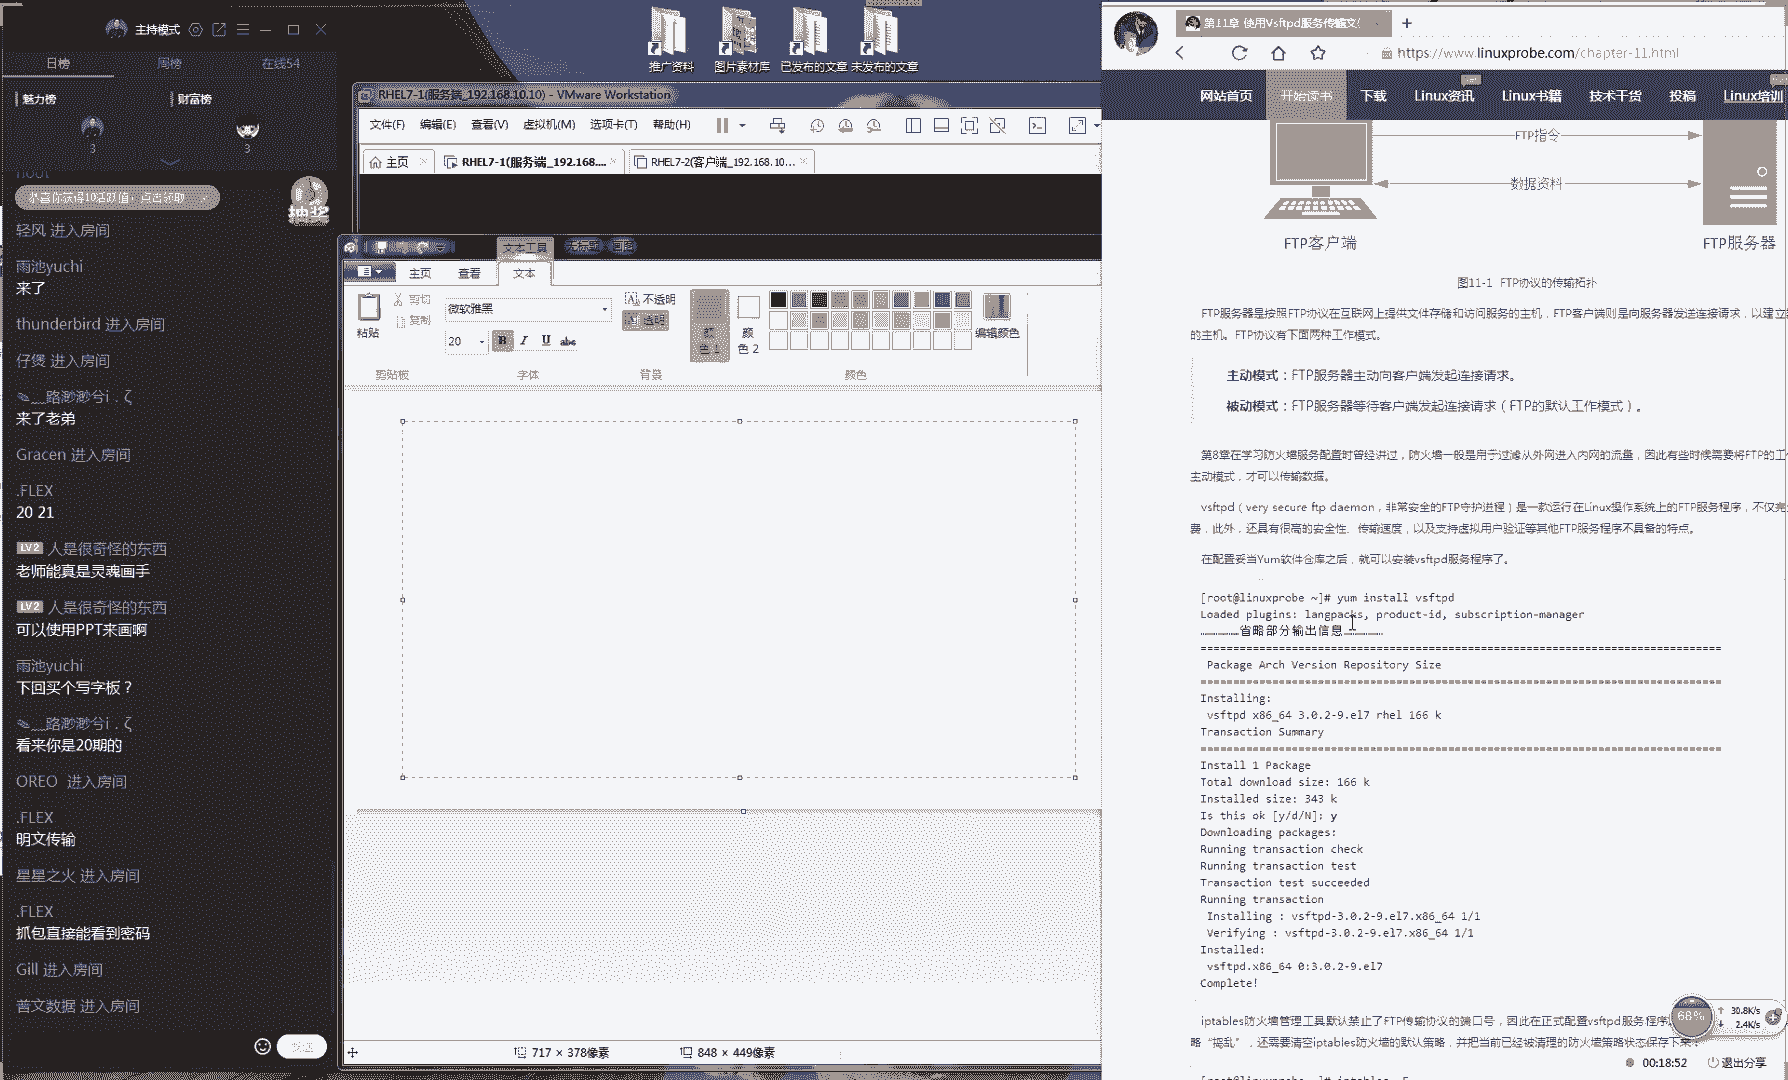 主持模式
日榜
周榜
在线54
魅力榜
财富榜
3
3
恭喜你获得10活跃值，点击领取
抽奖
轻风 进入房间
雨池yuchi
来了
thunderbird 进入房间
仔煲 进入房间
来了老弟
Gracen 进入房间
.FLEX
20 21
LV2 人是很奇怪的东西
老师能真是灵魂画手
LV2 人是很奇怪的东西
可以使用PPT来画啊
雨池yuchi
下回买个写字板？
看来你是20期的
OREO 进入房间
.FLEX
明文传输
星星之火 进入房间
.FLEX
抓包直接能看到密码
Gill 进入房间
普文数据 进入房间
推广资料
图片素材库
已发布的文章
未发布的文章
RHEL7-1(服务端_192.168.10.10) - VMware Workstation
文件(F)
编辑(E)
查看(V)
虚拟机(M)
选项卡(T)
帮助(H)
主页
RHEL7-1(服务端_192.168....
RHEL7-2(客户端_192.168.10...
文本工具
无标题
画图
主页
查看
文本
粘贴
剪切
复制
剪贴板
微软雅黑
20
B I U abc
字体
不透明
透明
背景
颜色 1
颜色 2
编辑颜色
颜色
717 × 378像素
848 × 449像素
第11章 使用Vsftpd服务传输文
https://www.linuxprobe.com/chapter-11.html
网站首页
开始读书
下载
Linux资讯
Linux书籍
技术干货
投稿
Linux培训
FTP指令
数据资料
FTP客户端
FTP服务器
图11-1 FTP协议的传输拓扑
FTP服务器是按照FTP协议在互联网上提供文件存储和访问服务的主机，FTP客户端则是向服务器发送连接请求，以建立
的主机。FTP协议有下面两种工作模式。
主动模式：FTP服务器主动向客户端发起连接请求。
被动模式：FTP服务器等待客户端发起连接请求（FTP的默认工作模式）。
第8章在学习防火墙服务配置时曾经讲过，防火墙一般是用于过滤从外网进入内网的流量，因此有些时候需要将FTP的工
主动模式，才可以传输数据。
vsftpd（very secure ftp daemon，非常安全的FTP守护进程）是一款运行在Linux操作系统上的FTP服务程序，不仅完
费，此外，还具有很高的安全性、传输速度，以及支持虚拟用户验证等其他FTP服务程序不具备的特点。
在配置妥当Yum软件仓库之后，就可以安装vsftpd服务程序了。
[root@linuxprobe ~]# yum install vsftpd
Loaded plugins: langpacks, product-id, subscription-manager
………………省略部分输出信息………………
================================================================================
Package Arch Version Repository Size
================================================================================
Installing:
vsftpd x86_64 3.0.2-9.el7 rhel 166 k
Transaction Summary
================================================================================
Install 1 Package
Total download size: 166 k
Installed size: 343 k
Is this ok [y/d/N]: y
Downloading packages:
Running transaction check
Running transaction test
Transaction test succeeded
Running transaction
Installing : vsftpd-3.0.2-9.el7.x86_64 1/1
Verifying : vsftpd-3.0.2-9.el7.x86_64 1/1
Installed:
vsftpd.x86_64 0:3.0.2-9.el7
Complete!
iptables防火墙管理工具默认禁止了FTP传输协议的端口号，因此在正式配置vsftpd服务程序
略“捣乱”，还需要清空iptables防火墙的默认策略，并把当前已经被清理的防火墙策略状态保存下来：
68%
30.8K/s
2.4K/s
00:18:52
退出分享